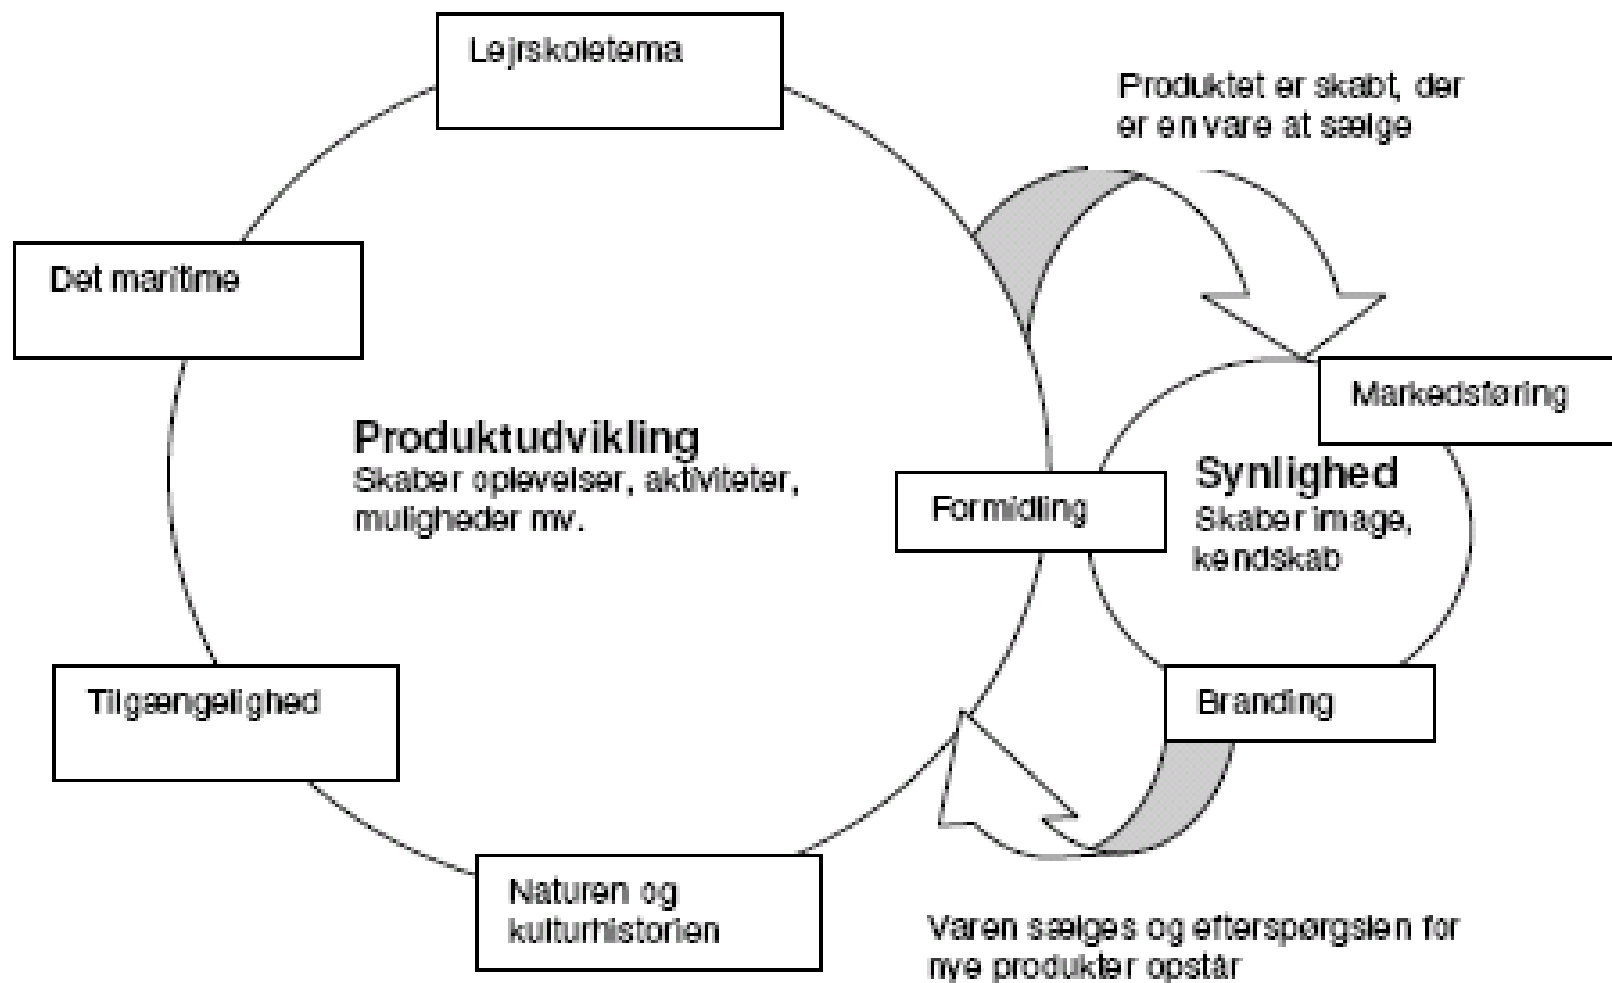 Lejrskoletema
Produktet er skabt, der
er en vare at sælge
Det maritime
Markedsføring
Produktudvikling
Skaber oplevelser, aktiviteter,
muligheder mv.
Synlighed
Skaber image,
kendskab
Formidling
Tilgængelighed
Branding
Naturen og
kulturhistorien
Varen sælges og efterspørgslen for
nye produkter opstår